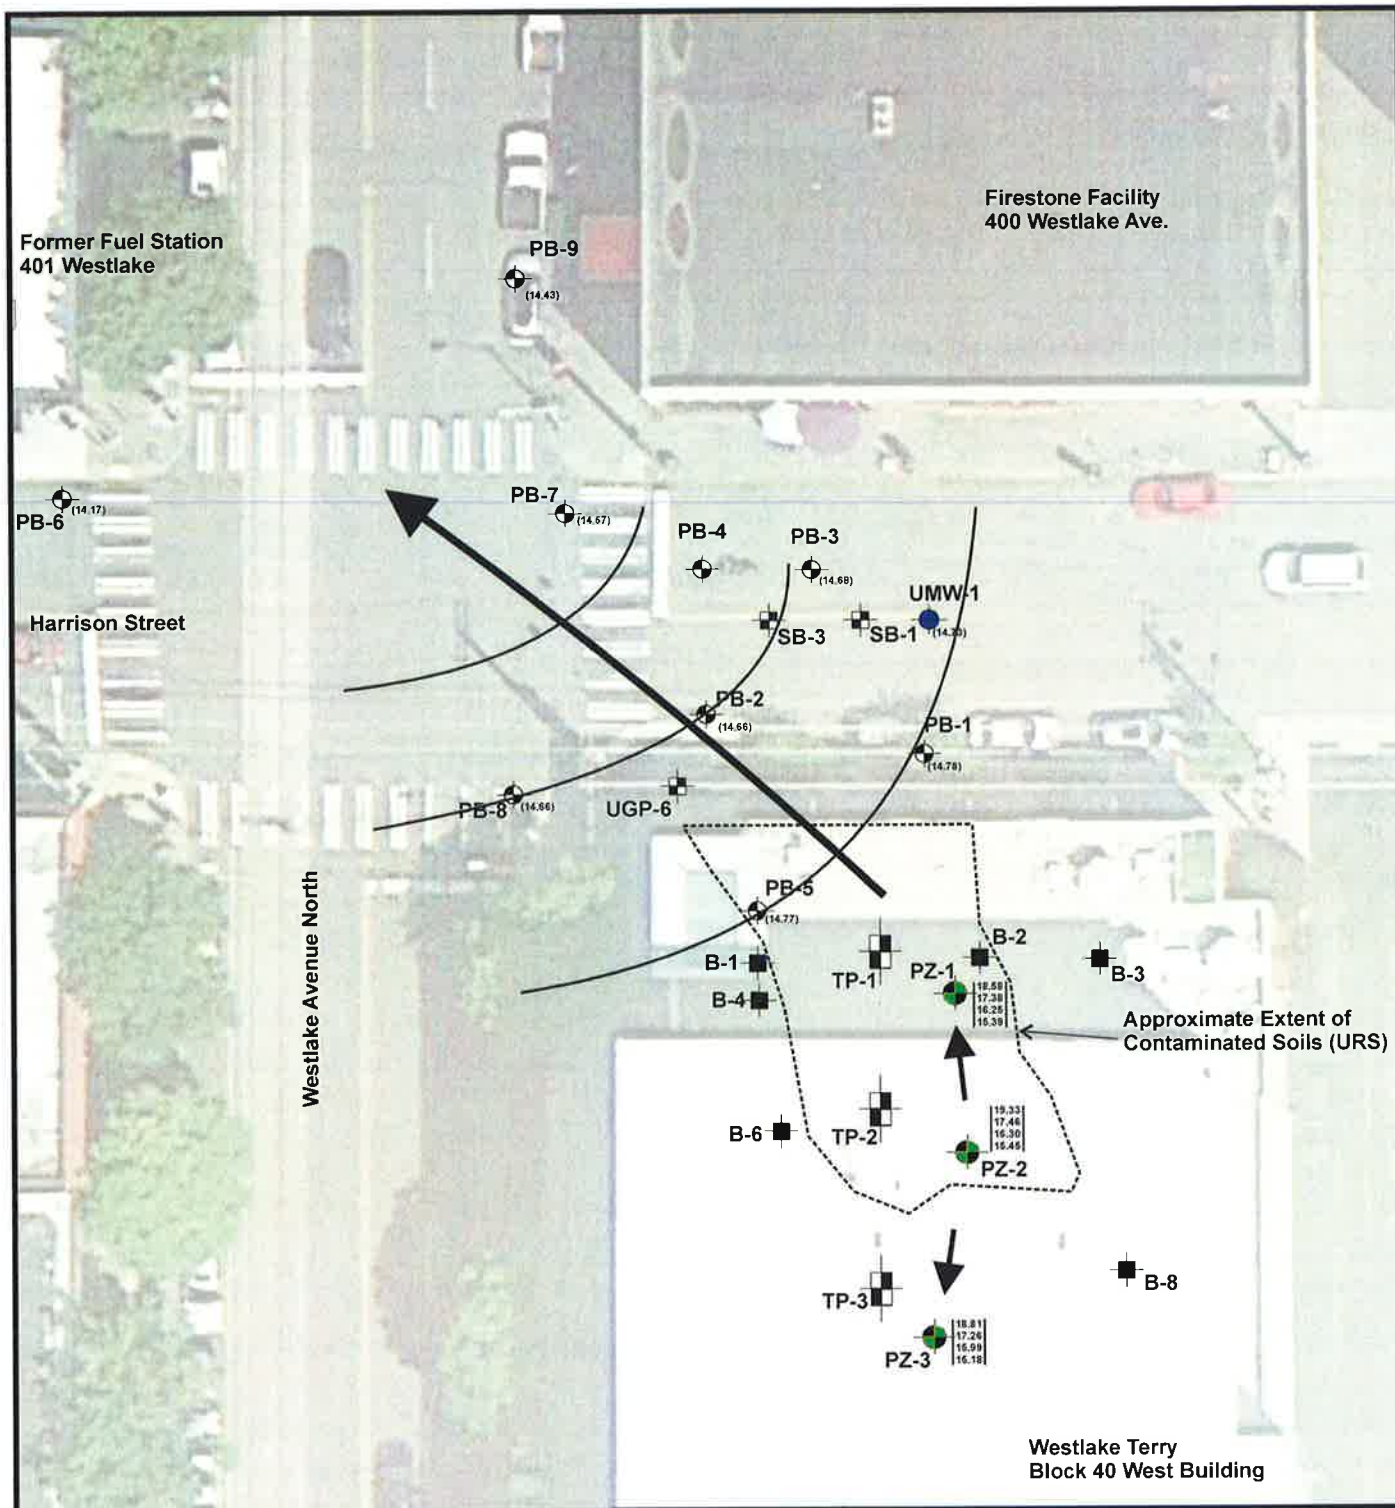 Firestone Facility
400 Westlake Ave.
Former Fuel Station
401 Westlake
PB-9
(14.43)
PB-6
(14.17)
PB-7
(14.57)
PB-4
PB-3
(14.68)
UMW-1
(14.70)
Harrison Street
SB-3
SB-1
PB-2
(14.66)
PB-1
(14.78)
PB-8
(14.66)
UGP-6
Westlake Avenue North
PB-5
(14.77)
B-1
B-4
TP-1
PZ-1
B-2
18.58
17.38
16.25
15.39
B-3
Approximate Extent of
Contaminated Soils (URS)
B-6
TP-2
19.33
17.46
16.30
15.45
PZ-2
TP-3
B-8
PZ-3
18.81
17.26
15.99
15.18
Westlake Terry
Block 40 West Building